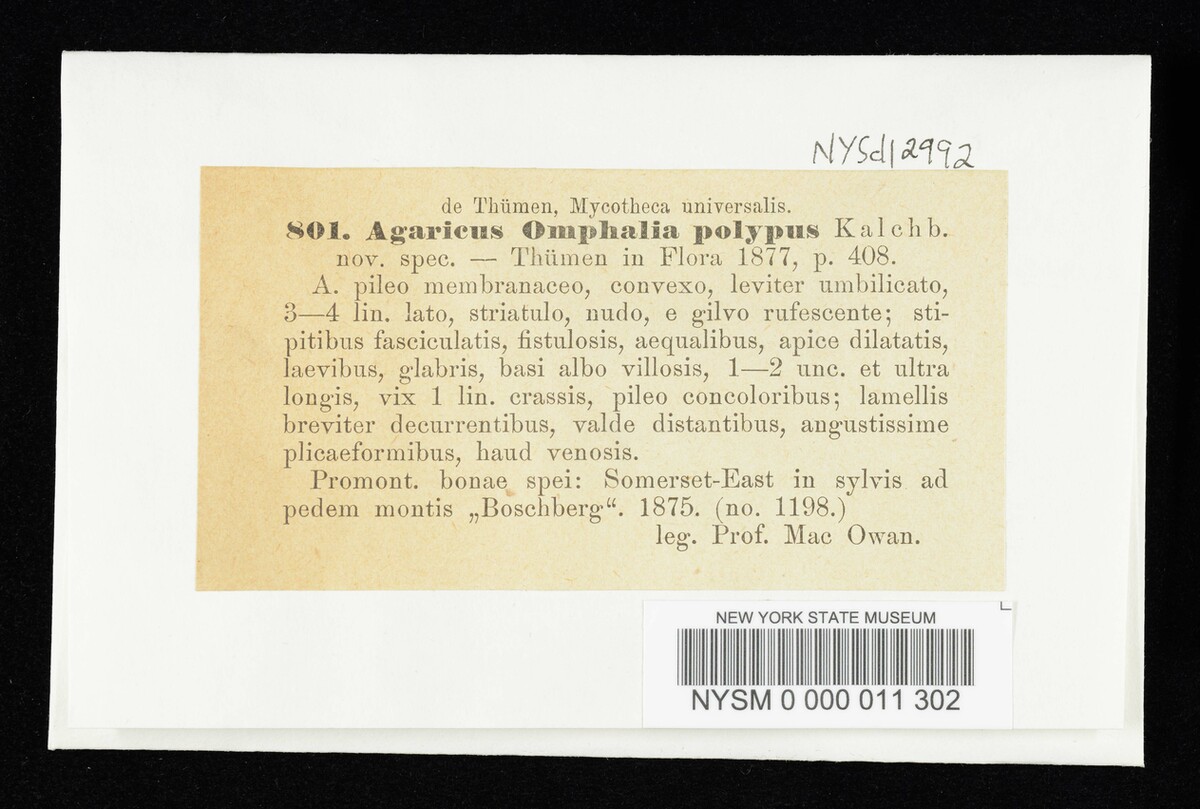 NYSd12992
de Thümen, Mycotheca universalis.
801. Agaricus Omphalia polypus Kalchb.
nov. spec. — Thümen in Flora 1877, p. 408.
A. pileo membranaceo, convexo, leviter umbilicato,
3—4 lin. lato, striatulo, nudo, e gilvo rufescente; sti-
pitibus fasciculatis, fistulosis, aequalibus, apice dilatatis,
laevibus, glabris, basi albo villosis, 1—2 unc. et ultra
longis, vix 1 lin. crassis, pileo concoloribus; lamellis
breviter decurrentibus, valde distantibus, angustissime
plicaeformibus, haud venosis.
Promont. bonae spei: Somerset-East in sylvis ad
pedem montis „Boschberg“. 1875. (no. 1198.)
leg. Prof. Mac Owan.
NEW YORK STATE MUSEUM
NYSM 0 000 011 302